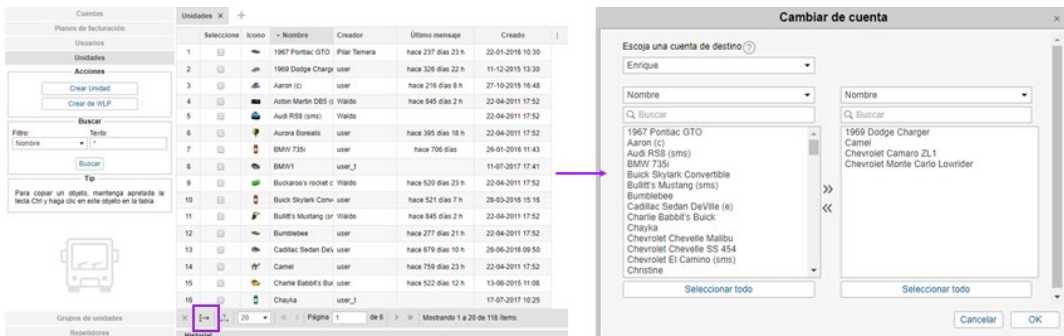 Cuentas
Planes de facturación
Usuarios
Unidades
Acciones
Crear Unidad
Crear de WLP
Buscar
Filtro: Texto:
Nombre *
Buscar
Tip
Para copiar un objeto, mantenga apretada la
tecla Ctrl y haga clic en este objeto en la tabla.
Grupos de unidades
Repetidores
Unidades × +
Seleccione Icono Nombre Creador Último mensaje Creado
1 1967 Pontiac GTO Pilar Ternera hace 237 días 23 h 22-01-2016 10:30
2 1969 Dodge Charge user hace 326 días 22 h 11-12-2015 13:30
3 Aaron (c) user hace 216 días 8 h 27-10-2015 16:48
4 Aston Martin DB5 (s Waldo hace 845 días 2 h 22-04-2011 17:52
5 Audi RS8 (sms) Waldo 22-04-2011 17:52
6 Aurora Borealis user hace 395 días 18 h 22-04-2011 17:52
7 BMW 735i user hace 706 días 26-01-2016 11:43
8 BMW1 user_t 11-07-2017 17:41
9 Buckaroo's rocket c Waldo hace 520 días 23 h 22-04-2011 17:52
10 Buick Skylark Conv user hace 521 días 7 h 28-03-2016 15:16
11 Bullitt's Mustang (sr Waldo hace 845 días 2 h 22-04-2011 17:52
12 Bumblebee user hace 277 días 21 h 22-04-2011 17:52
13 Cadillac Sedan DeV user hace 679 días 10 h 28-06-2016 09:50
14 Camel user hace 759 días 23 h 22-04-2011 17:52
15 Charlie Babbit's Bui user hace 522 días 12 h 13-08-2015 11:08
16 Chayka user_t 17-07-2017 10:25
20 Página 1 de 6 Mostrando 1 a 20 de 116 items
Historial
Cambiar de cuenta ×
Escoja una cuenta de destino ?
Enrique
Nombre
Buscar
1967 Pontiac GTO
Aaron (c)
Audi RS8 (sms)
BMW 735i
Buick Skylark Convertible
Bullitt's Mustang (sms)
Bumblebee
Cadillac Sedan DeVille (e)
Charlie Babbit's Buick
Chayka
Chevrolet Chevelle Malibu
Chevrolet Chevelle SS 454
Chevrolet El Camino (sms)
Christine
Seleccionar todo
»
«
Nombre
Buscar
1969 Dodge Charger
Camel
Chevrolet Camaro ZL1
Chevrolet Monte Carlo Lowrider
Seleccionar todo
Cancelar OK